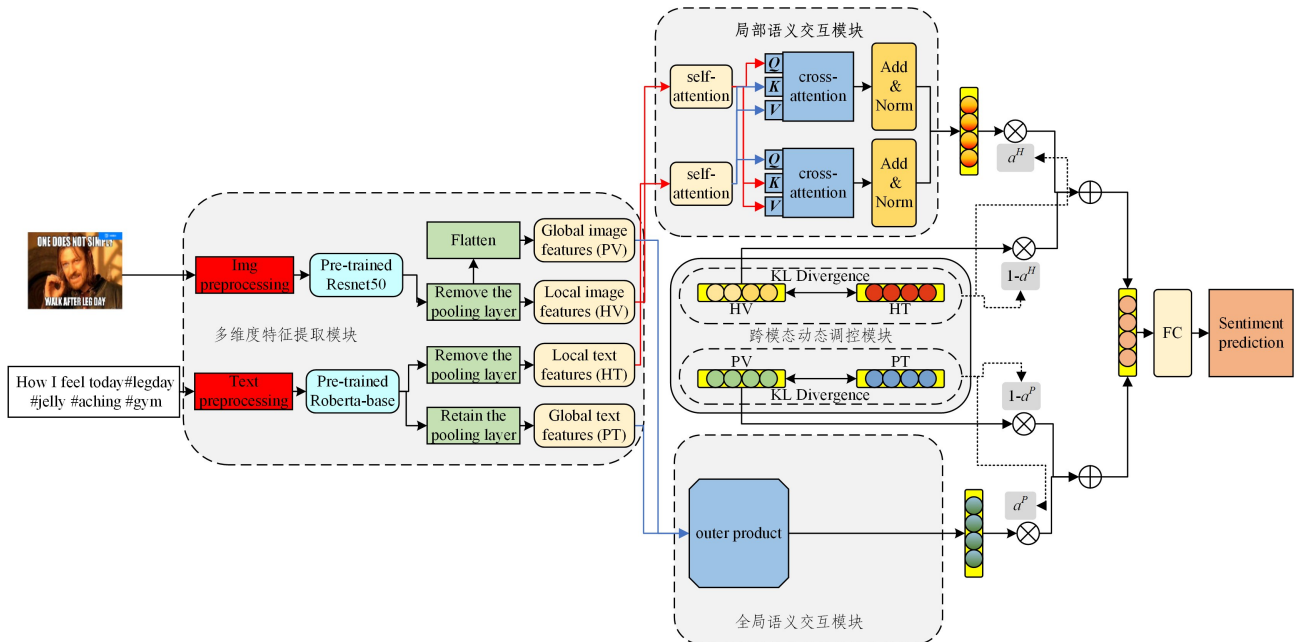 局部语义交互模块
self-
attention
Q
K
V
cross-
attention
Add
&
Norm
self-
attention
Q
K
V
cross-
attention
Add
&
Norm
a^H
1-a^H
ONE DOES NOT SIMPLY
WALK AFTER LEG DAY
Img
preprocessing
Pre-trained
Resnet50
Flatten
Global image
features (PV)
Remove the
pooling layer
Local image
features (HV)
多维度特征提取模块
How I feel today#legday
#jelly #aching #gym
Text
preprocessing
Pre-trained
Roberta-base
Remove the
pooling layer
Local text
features (HT)
Retain the
pooling layer
Global text
features (PT)
KL Divergence
HV
HT
跨模态动态调控模块
PV
PT
KL Divergence
1-a^P
a^P
outer product
全局语义交互模块
FC
Sentiment
prediction